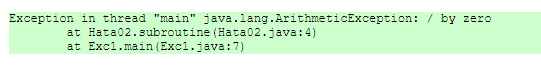 Exception in thread "main" java.lang.ArithmeticException: / by zero
at Hata02.subroutine(Hata02.java:4)
at Exc1.main(Exc1.java:7)